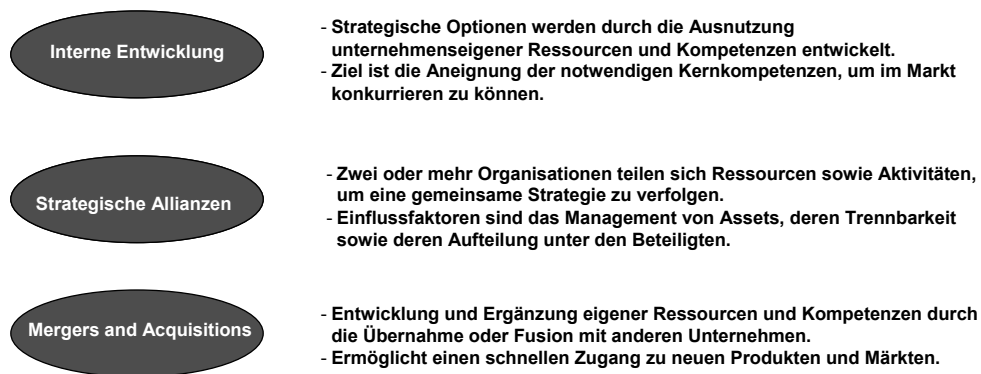 Interne Entwicklung
- Strategische Optionen werden durch die Ausnutzung
unternehmenseigener Ressourcen und Kompetenzen entwickelt.
- Ziel ist die Aneignung der notwendigen Kernkompetenzen, um im Markt
konkurrieren zu können.
Strategische Allianzen
- Zwei oder mehr Organisationen teilen sich Ressourcen sowie Aktivitäten,
um eine gemeinsame Strategie zu verfolgen.
- Einflussfaktoren sind das Management von Assets, deren Trennbarkeit
sowie deren Aufteilung unter den Beteiligten.
Mergers and Acquisitions
- Entwicklung und Ergänzung eigener Ressourcen und Kompetenzen durch
die Übernahme oder Fusion mit anderen Unternehmen.
- Ermöglicht einen schnellen Zugang zu neuen Produkten und Märkten.